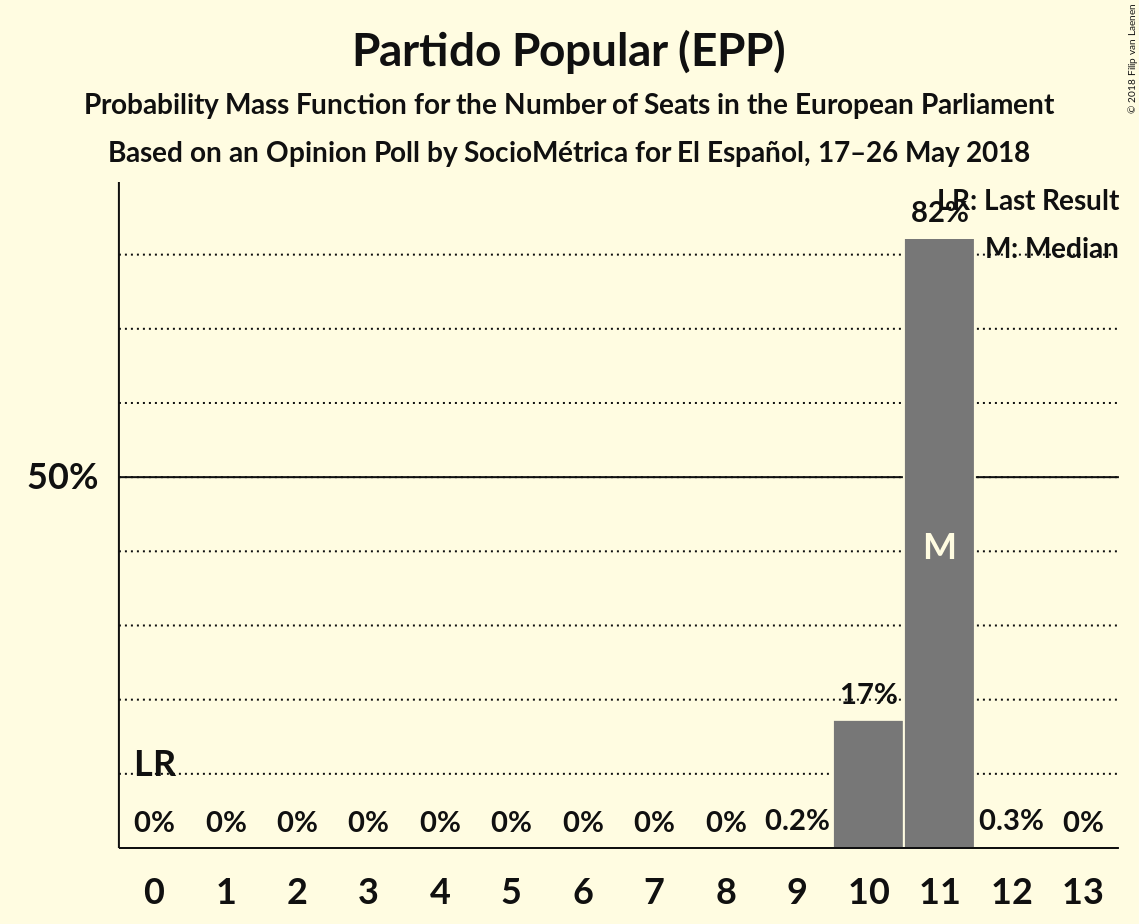 Partido Popular (EPP)
Probability Mass Function for the Number of Seats in the European Parliament
Based on an Opinion Poll by SocioMétrica for El Español, 17–26 May 2018
© 2018 Filip van Laenen
LR: Last Result
M: Median
82%
50%
M
17%
LR
0% 0% 0% 0% 0% 0% 0% 0% 0% 0.2% 0.3% 0%
0 1 2 3 4 5 6 7 8 9 10 11 12 13